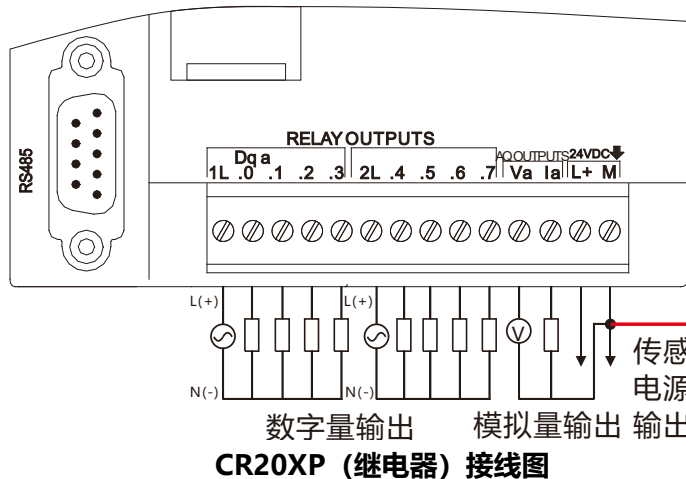 RS485
RELAY OUTPUTS
Dq a
AQ OUTPUTS 24VDC
1L .0 .1 .2 .3 2L .4 .5 .6 .7 Va Ia L+ M
L(+) L(+)
V
N(-) N(-)
传感
电源
输出
数字量输出 模拟量输出
CR20XP（继电器）接线图